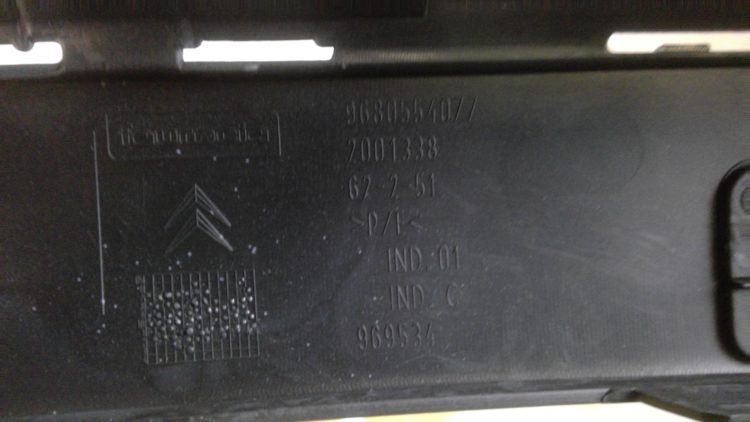 9680554077
2001338
62-2-51
>P/E<
IND.:01
IND. C
969534